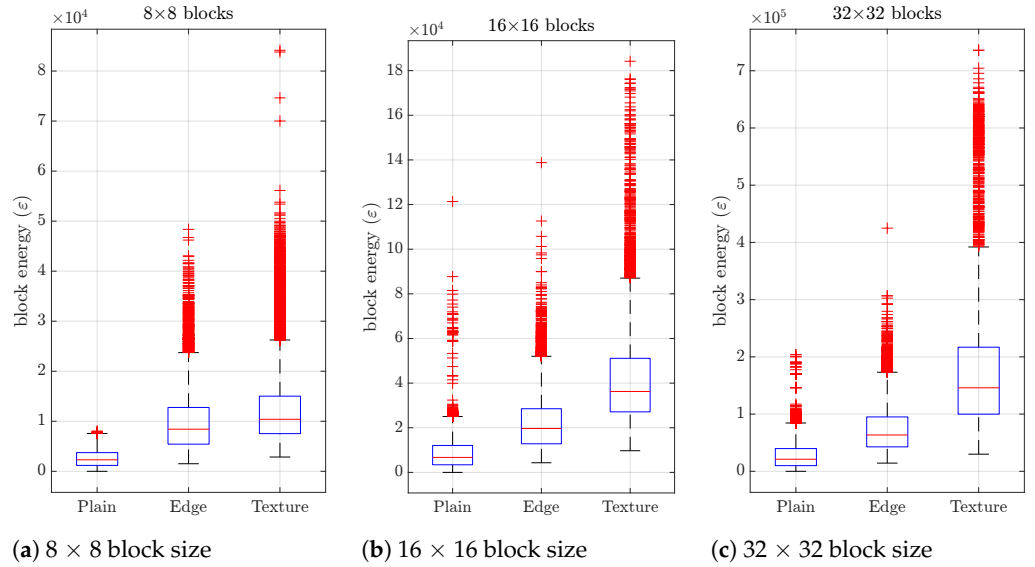 ×10⁴
8×8 blocks
8
7
6
5
4
3
2
1
0
block energy (ε)
Plain Edge Texture
(a) 8 × 8 block size
×10⁴
16×16 blocks
18
16
14
12
10
8
6
4
2
0
block energy (ε)
Plain Edge Texture
(b) 16 × 16 block size
×10⁵
32×32 blocks
7
6
5
4
3
2
1
0
block energy (ε)
Plain Edge Texture
(c) 32 × 32 block size